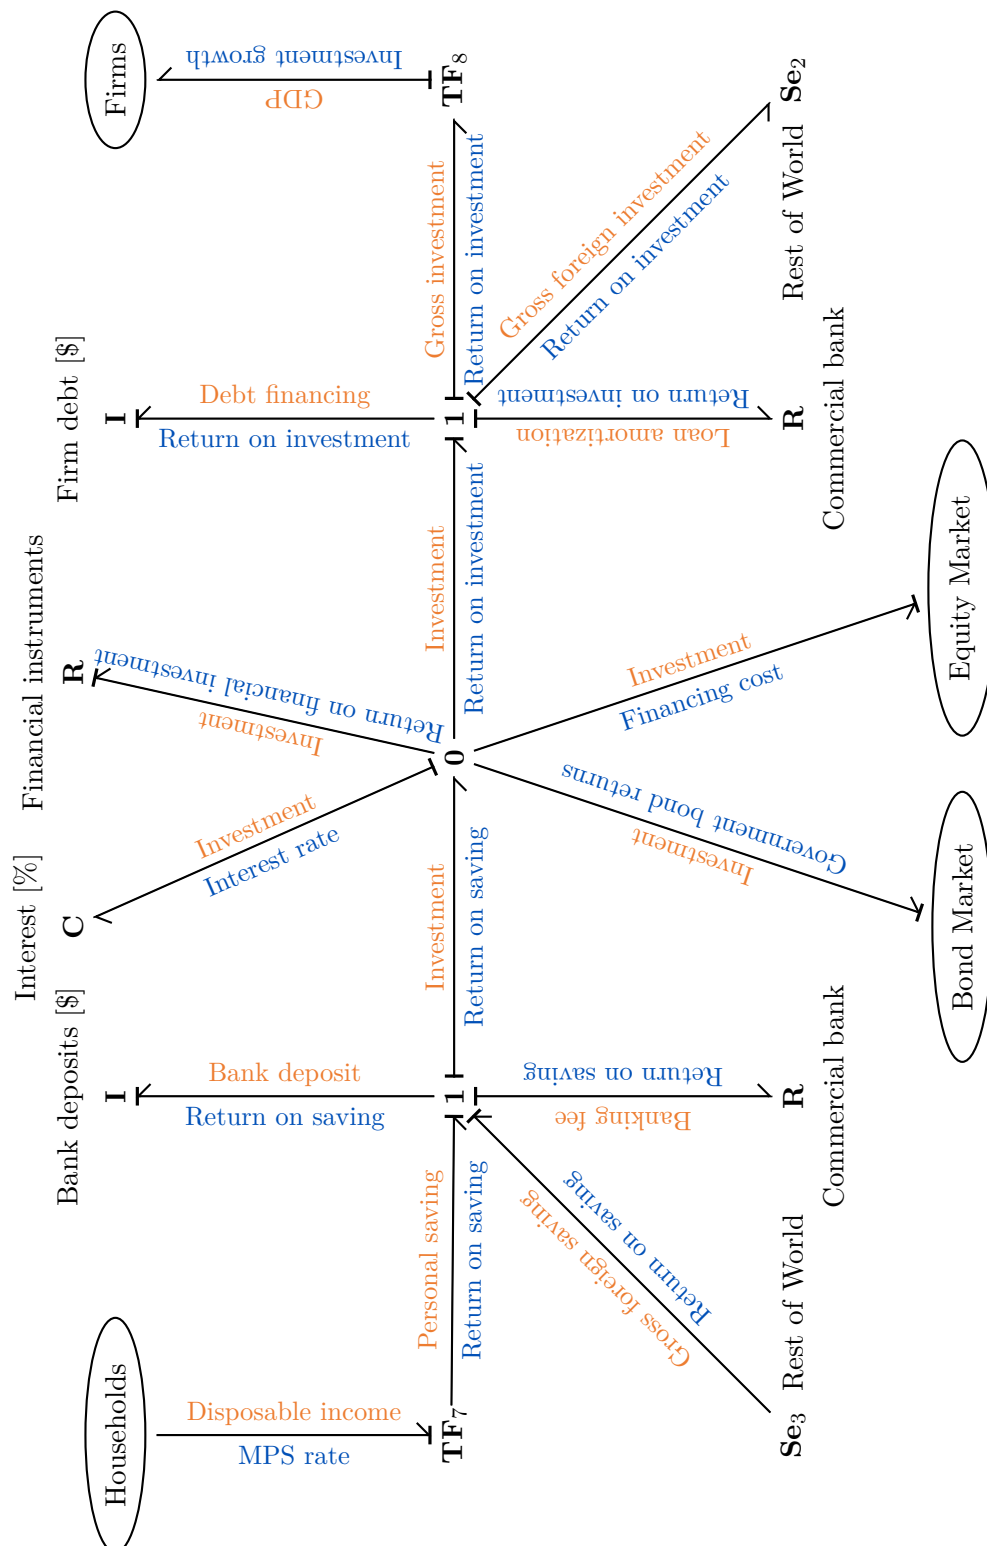 Households
Disposable income
MPS rate
TF₇
Personal saving
Return on saving
Se₃
Rest of World
Gross foreign saving
Return on saving
Bank deposits [$]
I
Bank deposit
Return on saving
1
Return on saving
Banking fee
R
Commercial bank
Investment
Return on saving
Interest [%]
C
Investment
Interest rate
0
Financial instruments
R
Return on financial investment
Investment
Government bond returns
Investment
Bond Market
Investment
Financing cost
Equity Market
Investment
Return on investment
Firm debt [$]
I
Debt financing
Return on investment
1
Return on investment
Loan amortization
R
Commercial bank
Gross foreign investment
Return on investment
Se₂
Rest of World
Gross investment
Return on investment
TF₈
Investment growth
GDP
Firms